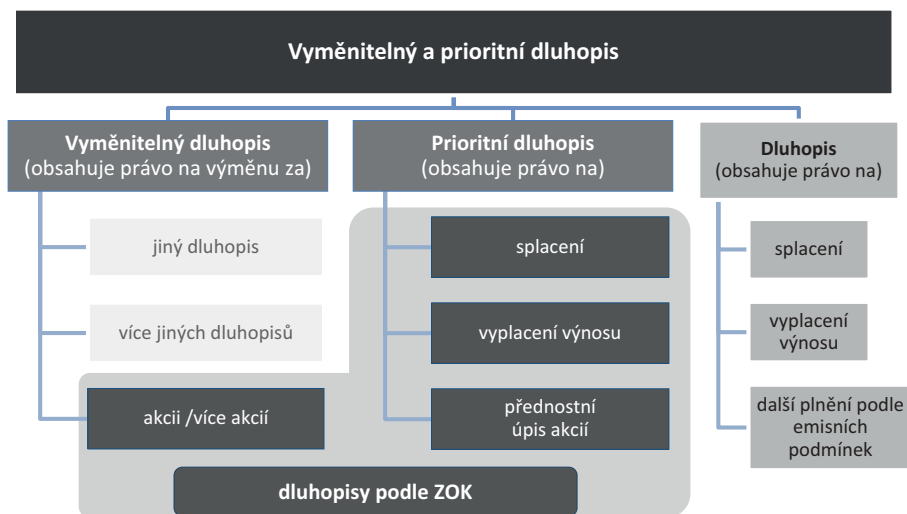 Vyměnitelný a prioritní dluhopis
Vyměnitelný dluhopis
(obsahuje právo na výměnu za)
jiný dluhopis
více jiných dluhopisů
akcii /více akcií
Prioritní dluhopis
(obsahuje právo na)
splacení
vyplacení výnosu
přednostní
úpis akcií
dluhopisy podle ZOK
Dluhopis
(obsahuje právo na)
splacení
vyplacení
výnosu
další plnění podle
emisních
podmínek